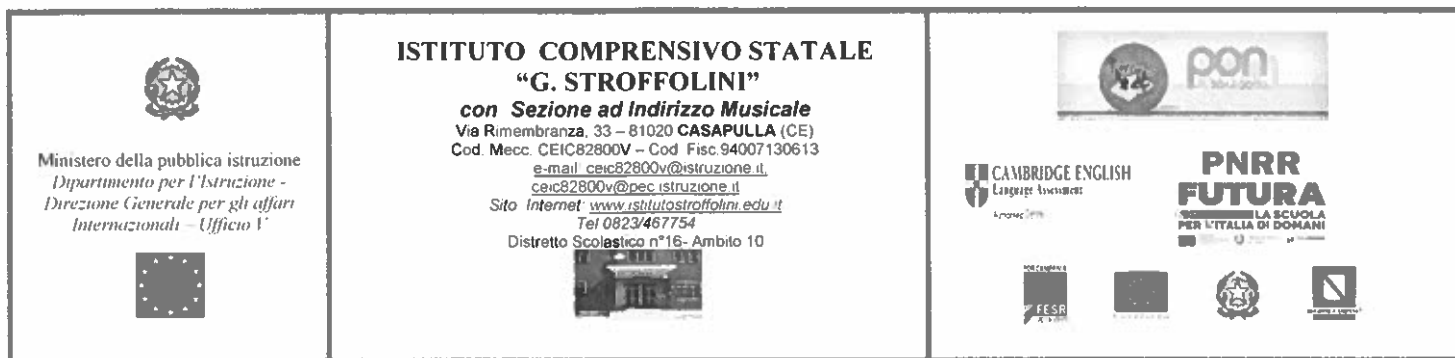 Ministero della pubblica istruzione
Dipartimento per l'Istruzione -
Direzione Generale per gli affari
Internazionali – Ufficio V
ISTITUTO COMPRENSIVO STATALE
“G. STROFFOLINI”
con Sezione ad Indirizzo Musicale
Via Rimembranza, 33 – 81020 CASAPULLA (CE)
Cod. Mecc. CEIC82800V – Cod Fisc.94007130613
e-mail: ceic82800v@istruzione.it,
ceic82800v@pec.istruzione.it
Sito Internet: www.istitutostroffolini.edu.it
Tel 0823/467754
Distretto Scolastico n°16- Ambito 10
pon
CAMBRIDGE ENGLISH
Language Assessment
PNRR
FUTURA
LA SCUOLA
PER L'ITALIA DI DOMANI
FESR